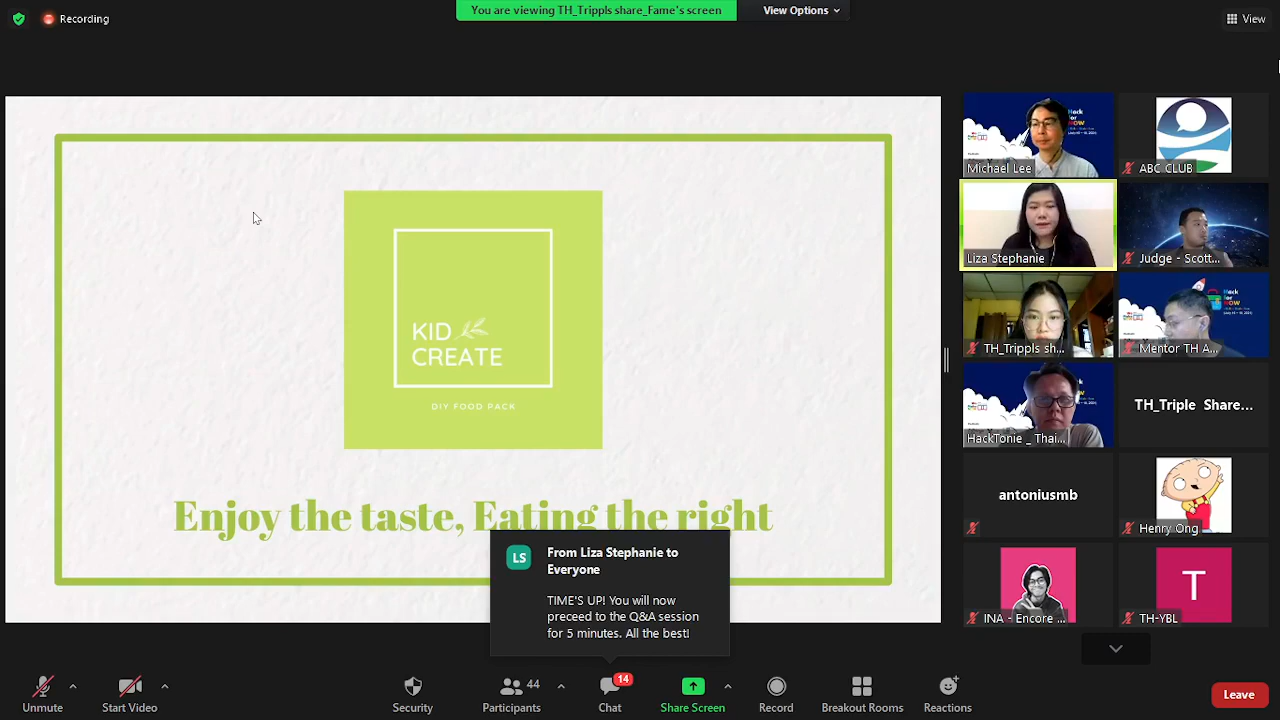 Recording
You are viewing TH_Trippls share_Fame's screen
View Options
View
KID
CREATE
DIY FOOD PACK
Enjoy the taste, Eating the right
From Liza Stephanie to
Everyone
TIME'S UP! You will now
preceed to the Q&A session
for 5 minutes. All the best!
LS
Michael Lee
ABC CLUB
Liza Stephanie
Judge - Scott...
TH_Trippls sh...
Mentor TH A...
HackTonie _ Thai...
TH_Triple Share...
antoniusmb
Henry Ong
INA - Encore ...
T
TH-YBL
Unmute
Start Video
Security
44
Participants
14
Chat
Share Screen
Record
Breakout Rooms
Reactions
Leave